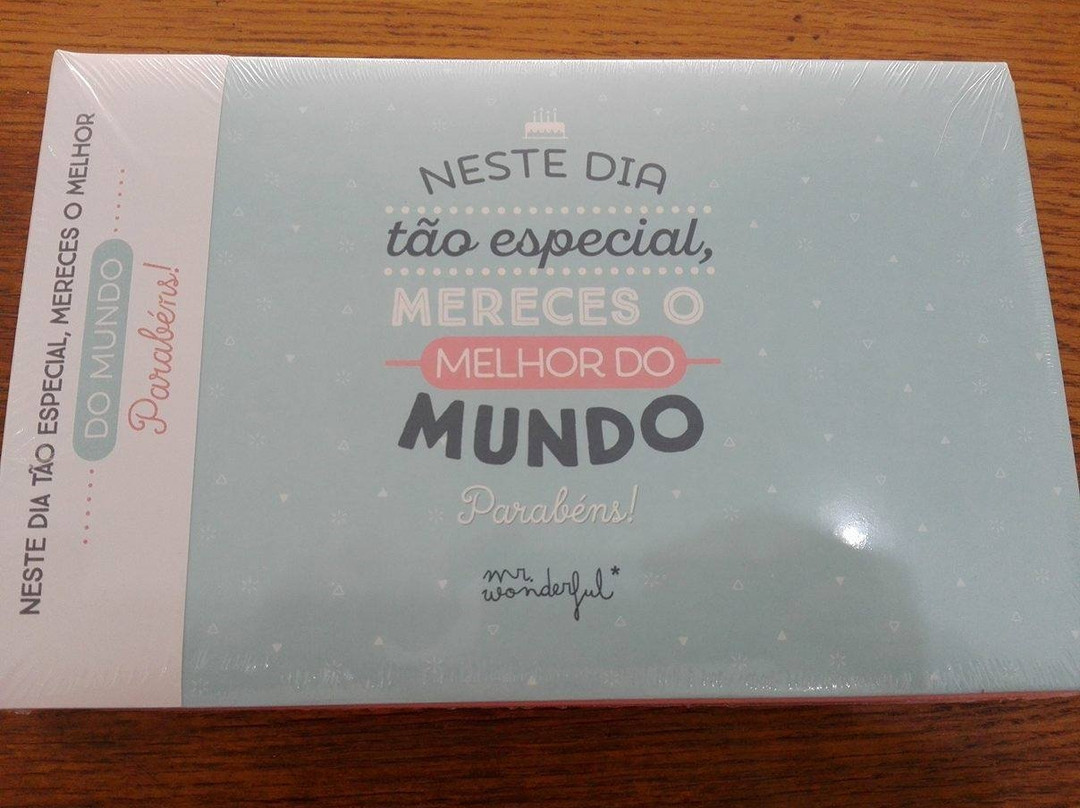 NESTE DIA TÃO ESPECIAL, MERECES O MELHOR
DO MUNDO
Parabéns!
NESTE DIA
tão especial,
MERECES O
MELHOR DO
MUNDO
Parabéns!
mr.
wonderful*